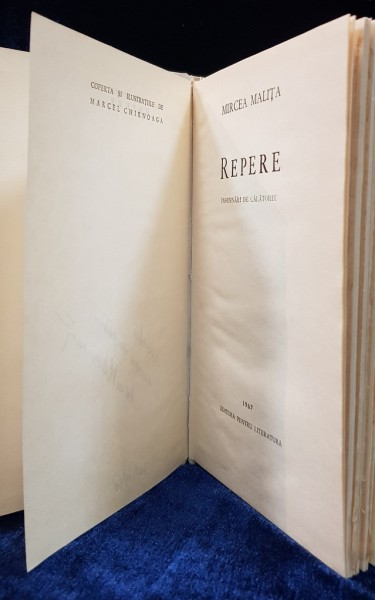 COPERTA ȘI ILUSTRAȚIILE DE
MARCEL CHIRNOAGA
MIRCEA MALIȚA
REPERE
ÎNSEMNĂRI DE CĂLĂTORIE
1967
EDITURA PENTRU LITERATURĂ